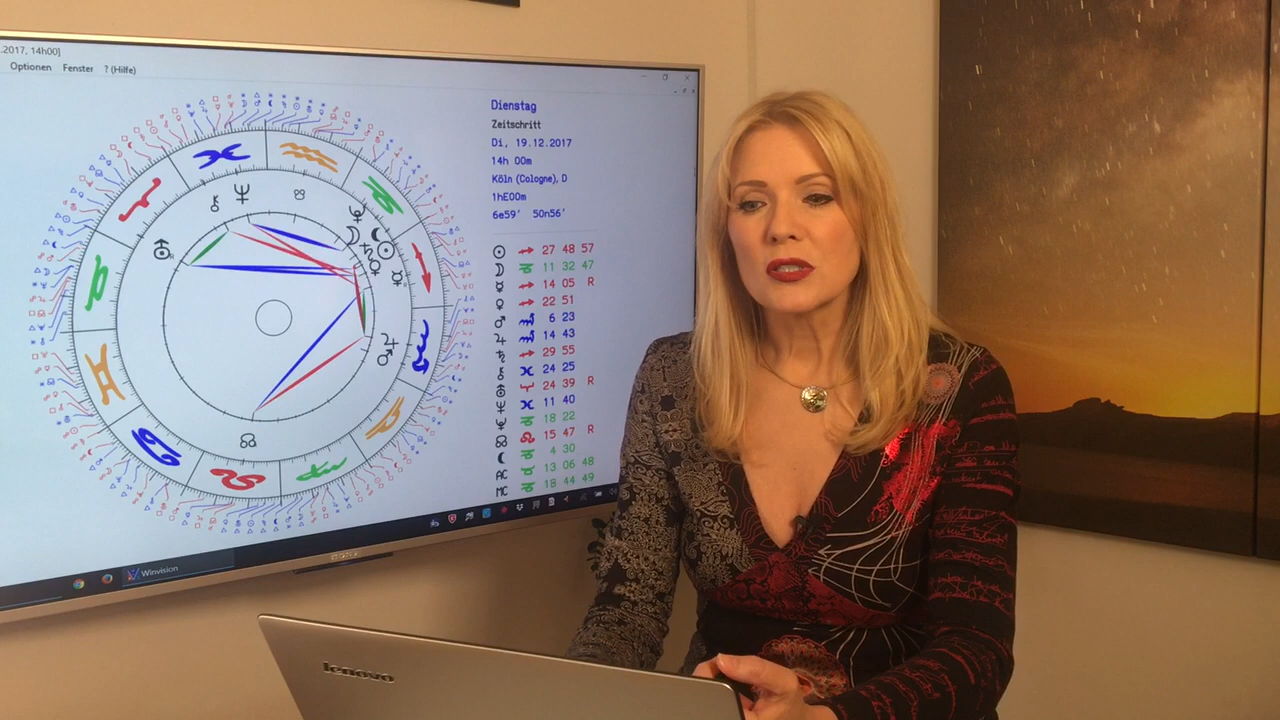 .2017, 14h00]
Optionen Fenster ? (Hilfe)
Dienstag
Zeitschritt
Di, 19.12.2017
14h 00m
Köln (Cologne), D
1hE00m
6e59' 50n56'
27 48 57
11 32 47
14 05 R
22 51
6 23
14 43
29 55
24 25
24 39 R
11 40
18 22
15 47 R
4 30
AC 13 06 48
MC 18 44 49
Winvision
lenovo